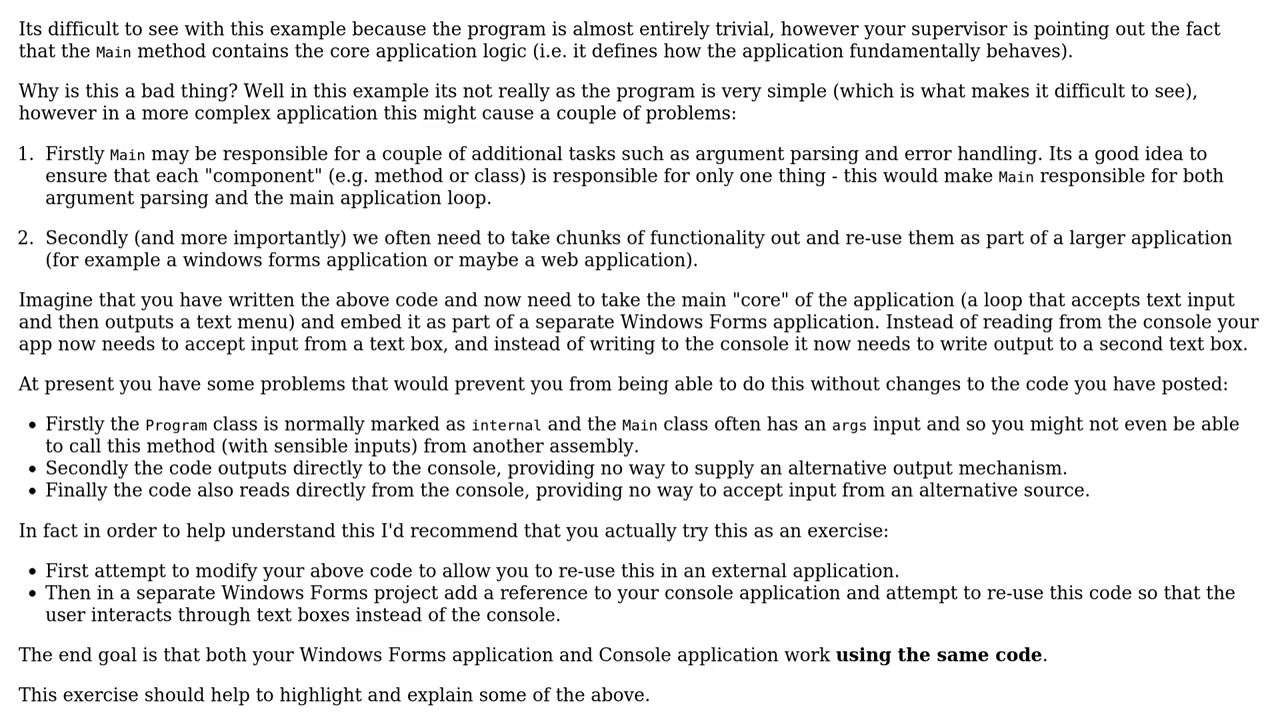 Its difficult to see with this example because the program is almost entirely trivial, however your supervisor is pointing out the fact
that the Main method contains the core application logic (i.e. it defines how the application fundamentally behaves).
Why is this a bad thing? Well in this example its not really as the program is very simple (which is what makes it difficult to see),
however in a more complex application this might cause a couple of problems:
1. Firstly Main may be responsible for a couple of additional tasks such as argument parsing and error handling. Its a good idea to
ensure that each "component" (e.g. method or class) is responsible for only one thing - this would make Main responsible for both
argument parsing and the main application loop.
2. Secondly (and more importantly) we often need to take chunks of functionality out and re-use them as part of a larger application
(for example a windows forms application or maybe a web application).
Imagine that you have written the above code and now need to take the main "core" of the application (a loop that accepts text input
and then outputs a text menu) and embed it as part of a separate Windows Forms application. Instead of reading from the console your
app now needs to accept input from a text box, and instead of writing to the console it now needs to write output to a second text box.
At present you have some problems that would prevent you from being able to do this without changes to the code you have posted:
• Firstly the Program class is normally marked as internal and the Main class often has an args input and so you might not even be able
to call this method (with sensible inputs) from another assembly.
• Secondly the code outputs directly to the console, providing no way to supply an alternative output mechanism.
• Finally the code also reads directly from the console, providing no way to accept input from an alternative source.
In fact in order to help understand this I'd recommend that you actually try this as an exercise:
• First attempt to modify your above code to allow you to re-use this in an external application.
• Then in a separate Windows Forms project add a reference to your console application and attempt to re-use this code so that the
user interacts through text boxes instead of the console.
The end goal is that both your Windows Forms application and Console application work using the same code.
This exercise should help to highlight and explain some of the above.